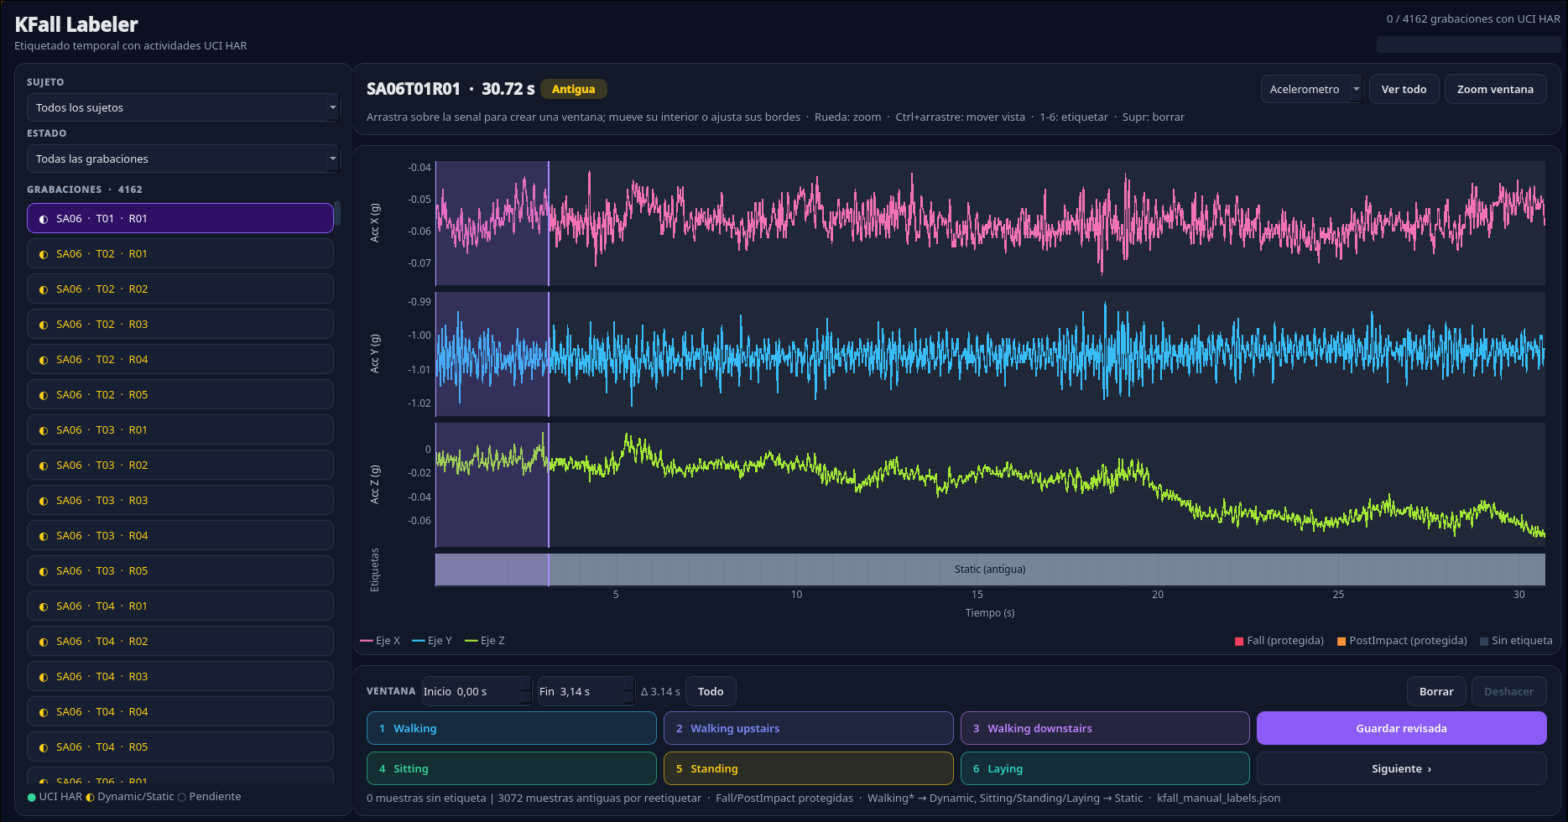 KFall Labeler
Etiquetado temporal con actividades UCI HAR
0 / 4162 grabaciones con UCI HAR
SUJETO
Todos los sujetos
ESTADO
Todas las grabaciones
GRABACIONES · 4162
SA06 · T01 · R01
SA06 · T02 · R01
SA06 · T02 · R02
SA06 · T02 · R03
SA06 · T02 · R04
SA06 · T02 · R05
SA06 · T03 · R01
SA06 · T03 · R02
SA06 · T03 · R03
SA06 · T03 · R04
SA06 · T03 · R05
SA06 · T04 · R01
SA06 · T04 · R02
SA06 · T04 · R03
SA06 · T04 · R04
SA06 · T04 · R05
SA06 · T06 · R01
UCI HAR Dynamic/Static Pendiente
SA06T01R01 · 30.72 s Antigua
Acelerometro Ver todo Zoom ventana
Arrastra sobre la senal para crear una ventana; mueve su interior o ajusta sus bordes · Rueda: zoom · Ctrl+arrastre: mover vista · 1-6: etiquetar · Supr: borrar
Acc X (g)
-0.04
-0.05
-0.06
-0.07
Acc Y (g)
-0.99
-1.00
-1.01
-1.02
Acc Z (g)
0
-0.02
-0.04
-0.06
Etiquetas
Static (antigua)
5 10 15 20 25 30
Tiempo (s)
Eje X Eje Y Eje Z
Fall (protegida) PostImpact (protegida) Sin etiqueta
VENTANA Inicio 0,00 s Fin 3,14 s Δ 3.14 s Todo Borrar Deshacer
1 Walking 2 Walking upstairs 3 Walking downstairs Guardar revisada
4 Sitting 5 Standing 6 Laying Siguiente ›
0 muestras sin etiqueta | 3072 muestras antiguas por reetiquetar · Fall/PostImpact protegidas · Walking* → Dynamic, Sitting/Standing/Laying → Static · kfall_manual_labels.json